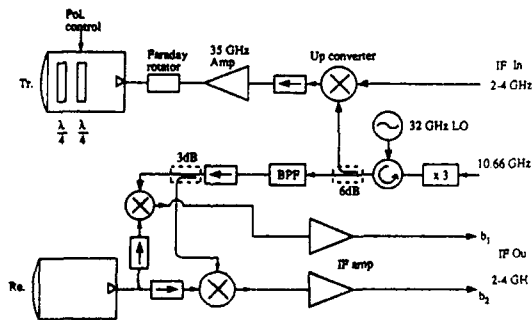 Pol.
control
Tr.
λ/4 λ/4
Faraday
rotator
35 GHz
Amp
Up converter
IF In
2-4 GHz
32 GHz LO
3dB
BPF
6dB
x 3
10.66 GHz
b1
IF Ou
Re.
IF amp
2-4 GH
b2